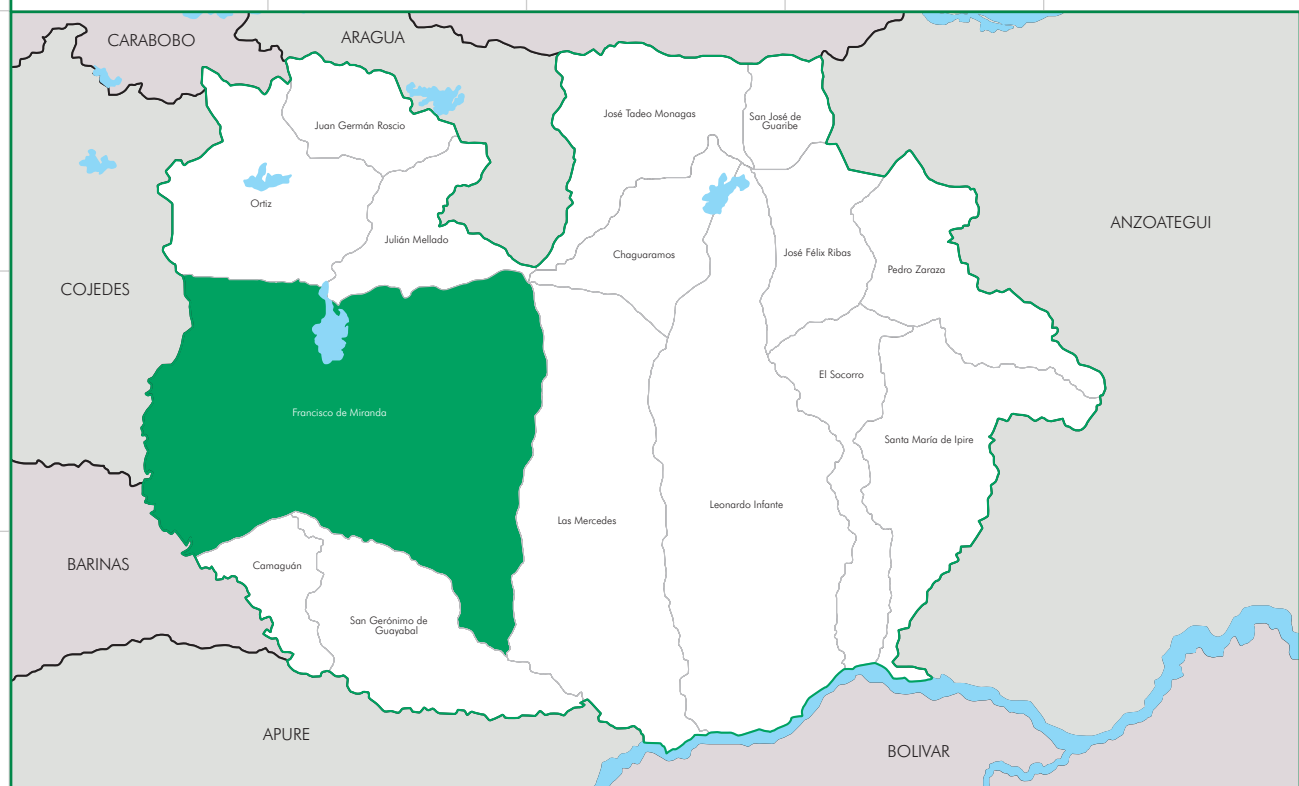 CARABOBO
ARAGUA
José Tadeo Monagas
San José de
Guaribe
Juan Germán Roscio
Ortiz
ANZOATEGUI
Julián Mellado
Chaguaramos
José Félix Ribas
Pedro Zaraza
COJEDES
El Socorro
Francisco de Miranda
Santa María de Ipire
Leonardo Infante
Las Mercedes
BARINAS
Camaguán
San Gerónimo de
Guayabal
APURE
BOLIVAR